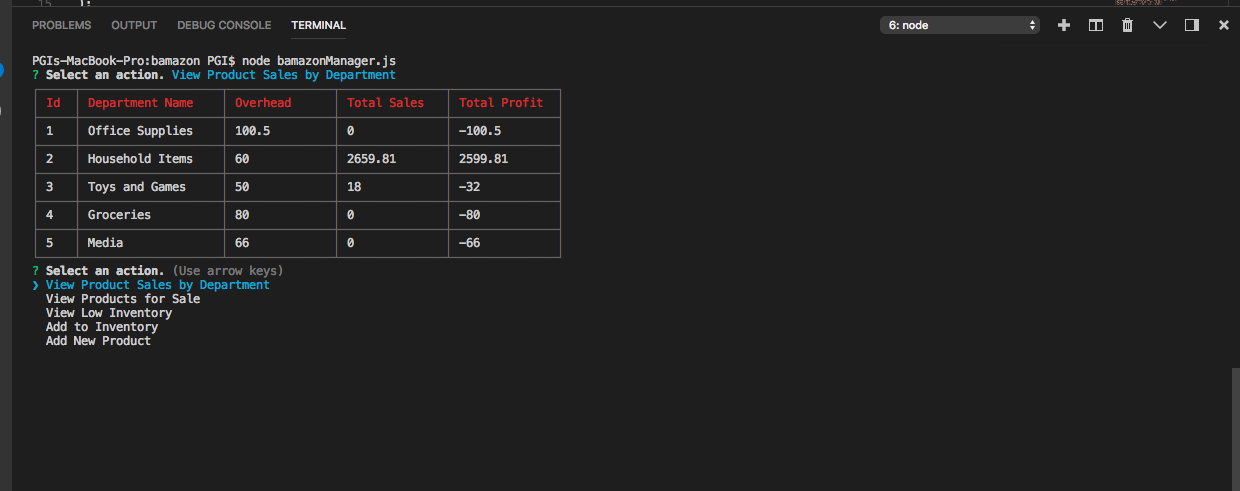 15 );
PROBLEMS OUTPUT DEBUG CONSOLE TERMINAL 6: node
PGIs-MacBook-Pro:bamazon PGI$ node bamazonManager.js
? Select an action. View Product Sales by Department
Id Department Name Overhead Total Sales Total Profit
1 Office Supplies 100.5 0 -100.5
2 Household Items 60 2659.81 2599.81
3 Toys and Games 50 18 -32
4 Groceries 80 0 -80
5 Media 66 0 -66
? Select an action. (Use arrow keys)
❯ View Product Sales by Department
View Products for Sale
View Low Inventory
Add to Inventory
Add New Product